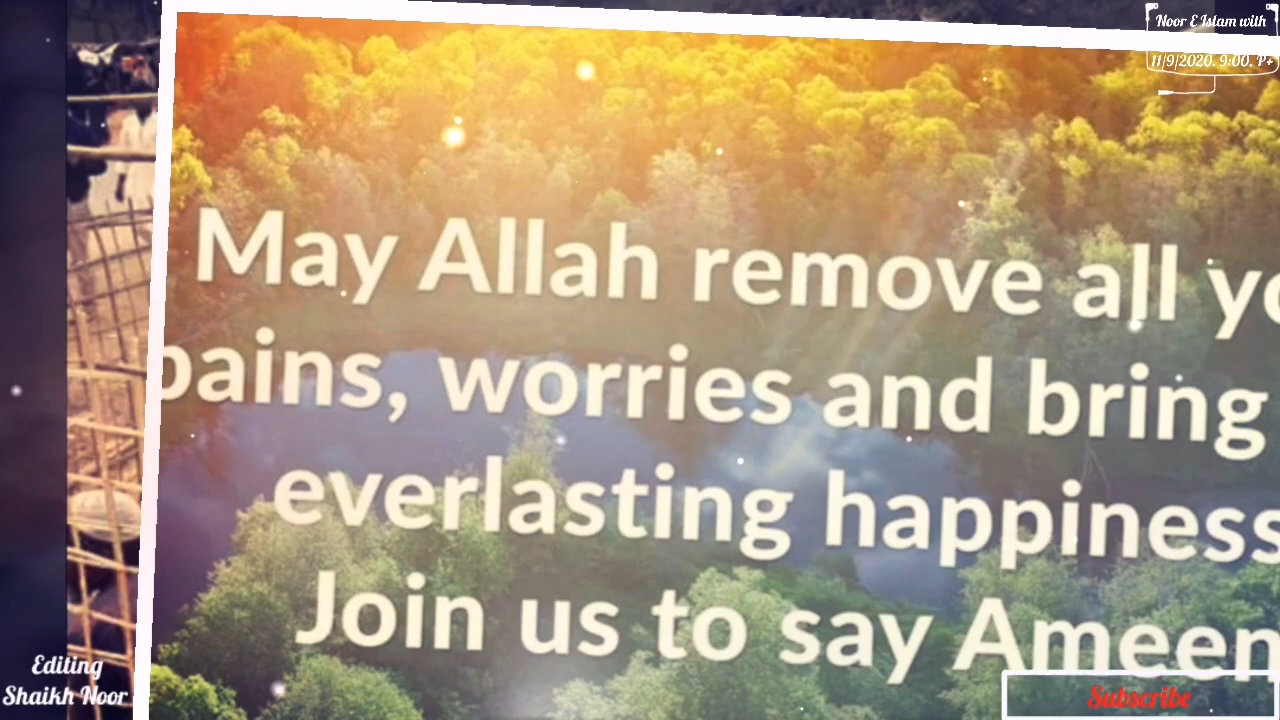 Noor E Islam with
11/9/2020. 9:00. P+
May Allah remove all yo
pains, worries and bring
everlasting happiness
Join us to say Ameen
Editing
Shaikh Noor
Subscribe